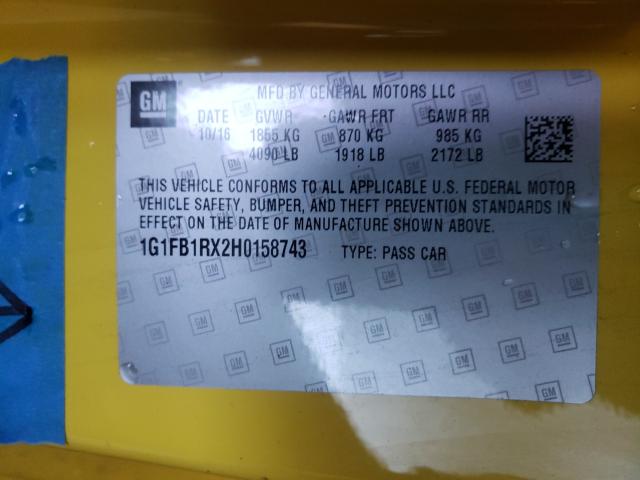 GM
MFD BY GENERAL MOTORS LLC
DATE GVWR GAWR FRT GAWR RR
10/16 1855 KG 870 KG 985 KG
4090 LB 1918 LB 2172 LB
THIS VEHICLE CONFORMS TO ALL APPLICABLE U.S. FEDERAL MOTOR
VEHICLE SAFETY, BUMPER, AND THEFT PREVENTION STANDARDS IN
EFFECT ON THE DATE OF MANUFACTURE SHOWN ABOVE.
1G1FB1RX2H0158743 TYPE: PASS CAR